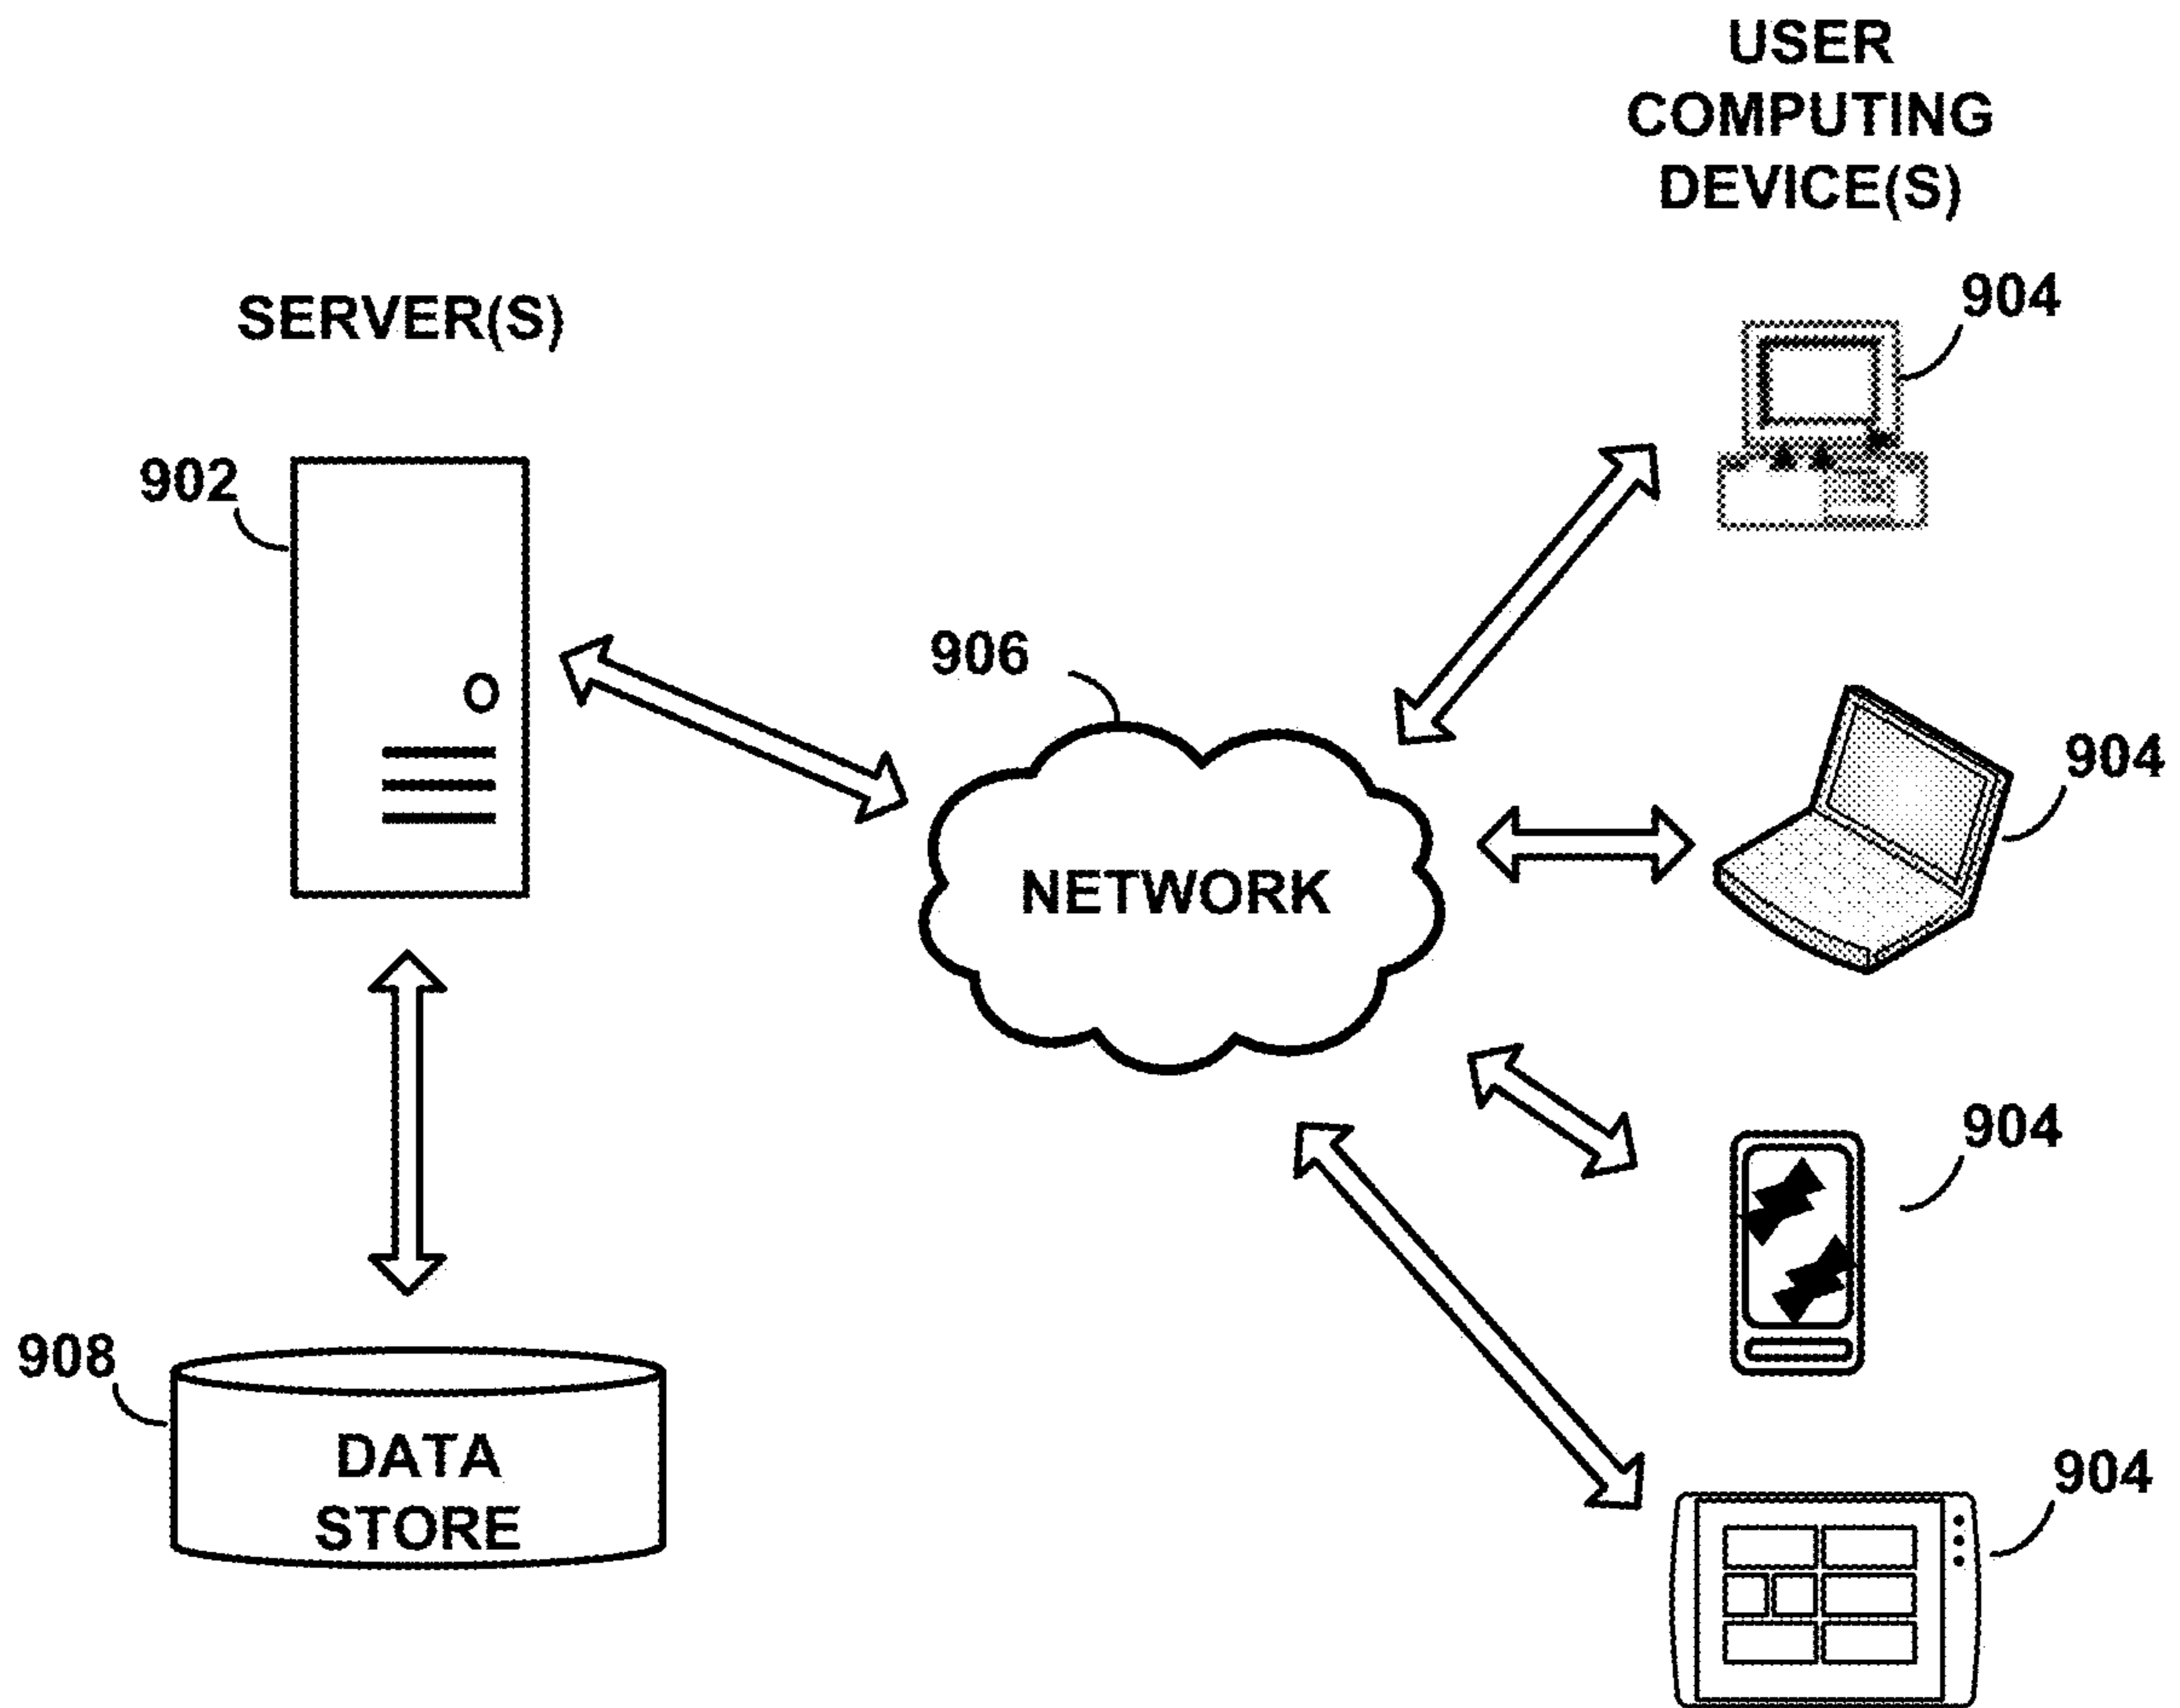 USER
COMPUTING
DEVICE(S)
SERVER(S)
904
902
906
904
NETWORK
904
908
DATA
STORE
904